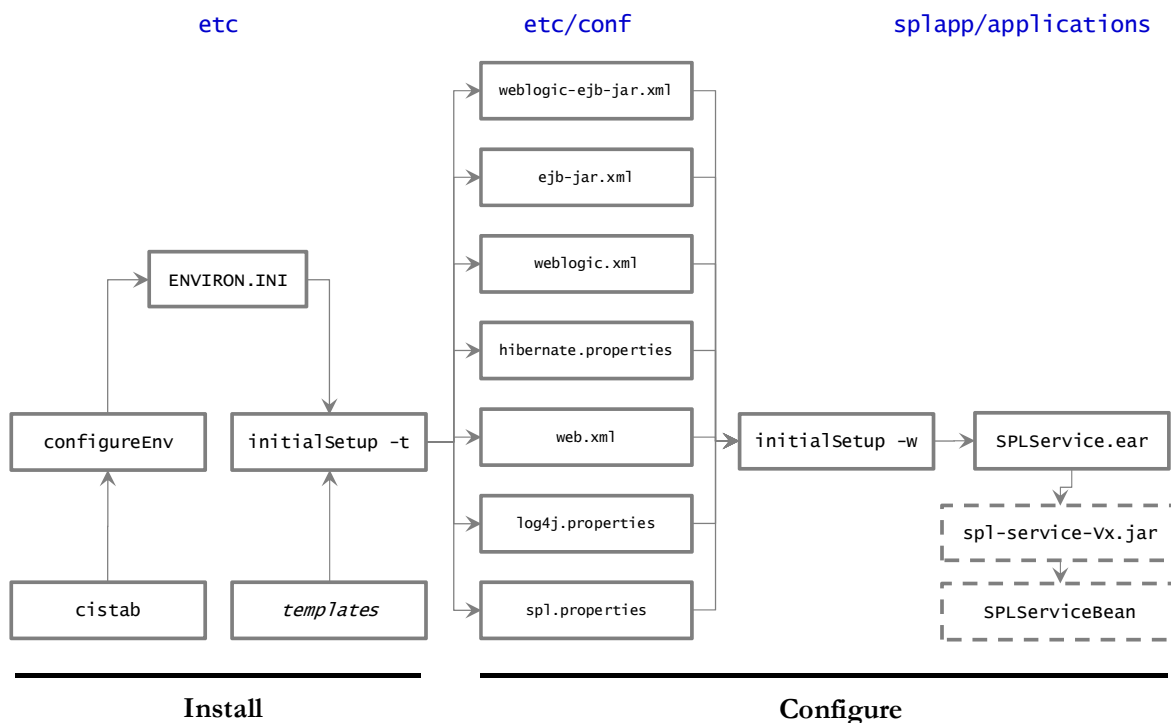 etc
etc/conf
splapp/applications
weblogic-ejb-jar.xml
ejb-jar.xml
weblogic.xml
ENVIRON.INI
hibernate.properties
configureEnv
initialSetup –t
web.xml
initialSetup –w
SPLService.ear
log4j.properties
spl-service-Vx.jar
cistab
templates
spl.properties
SPLServiceBean
Install
Configure